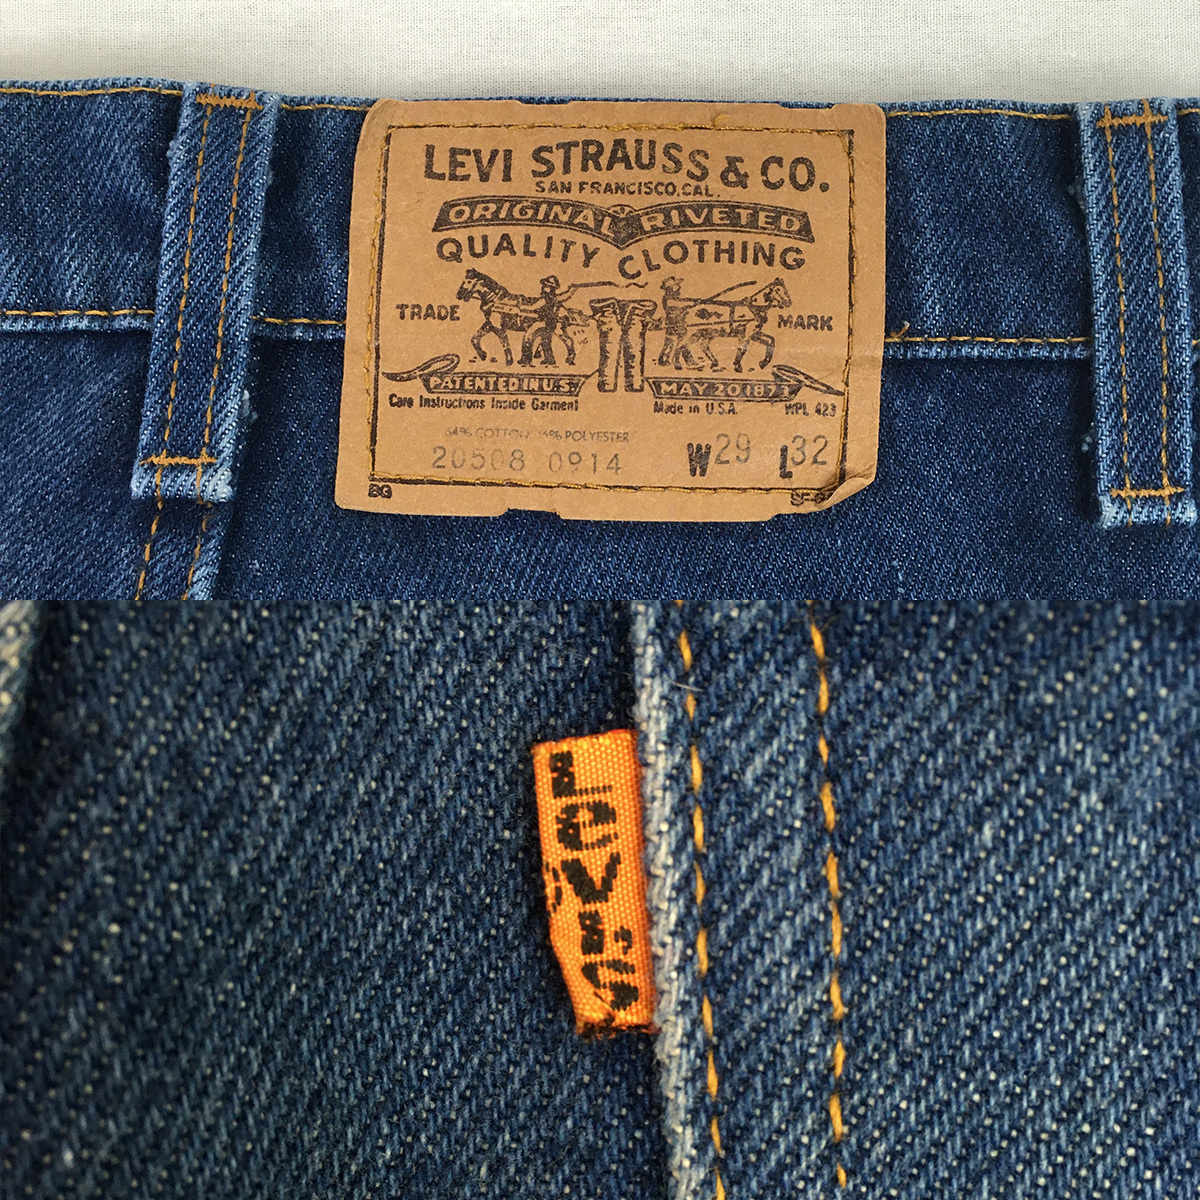 LEVI STRAUSS & CO.
SAN FRANCISCO, CAL.
ORIGINAL RIVETED
QUALITY CLOTHING
TRADE MARK
PATENTED IN U.S. MAY 20 1873
Care Instructions Inside Garment Made in U.S.A. WPL 423
COTTON POLYESTER
20508 0914 W29 L32
BG
LEVI'S